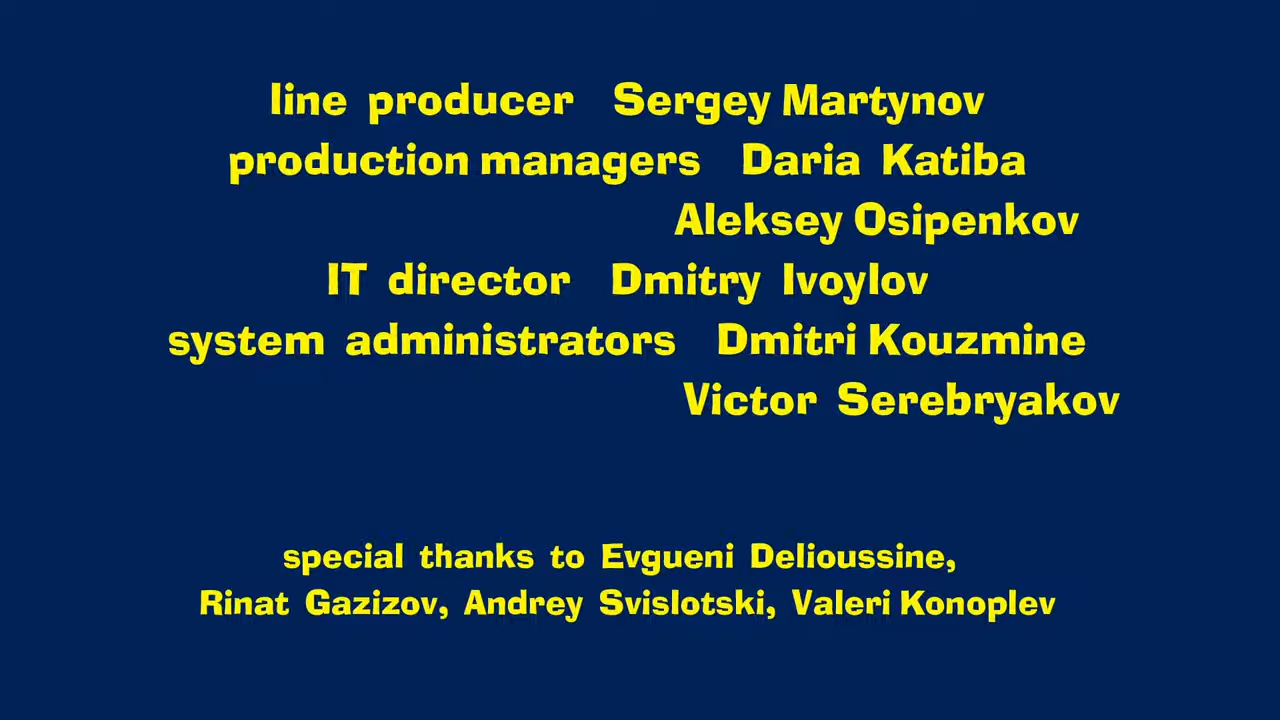 line producer Sergey Martynov
production managers Daria Katiba
Aleksey Osipenkov
IT director Dmitry Ivoylov
system administrators Dmitri Kouzmine
Victor Serebryakov
special thanks to Evgueni Delioussine,
Rinat Gazizov, Andrey Svislotski, Valeri Konoplev